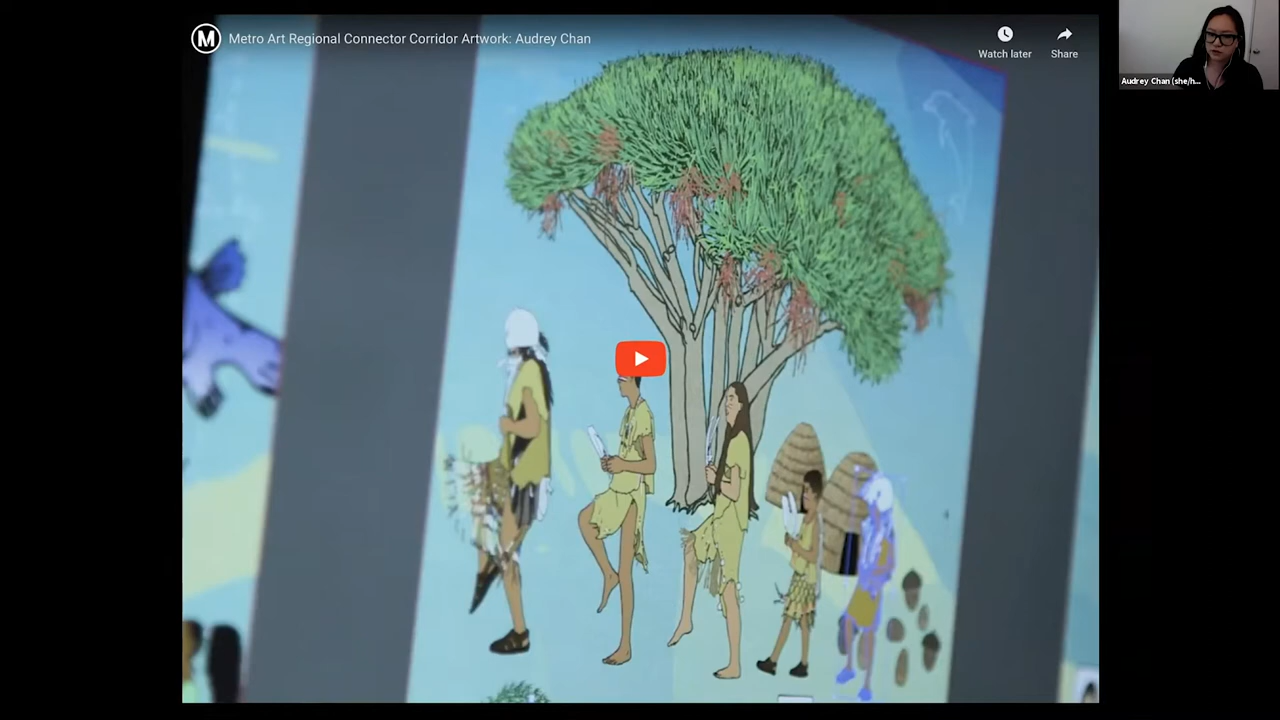 M
Metro Art Regional Connector Corridor Artwork: Audrey Chan
Watch later
Share
Audrey Chan (she/h...